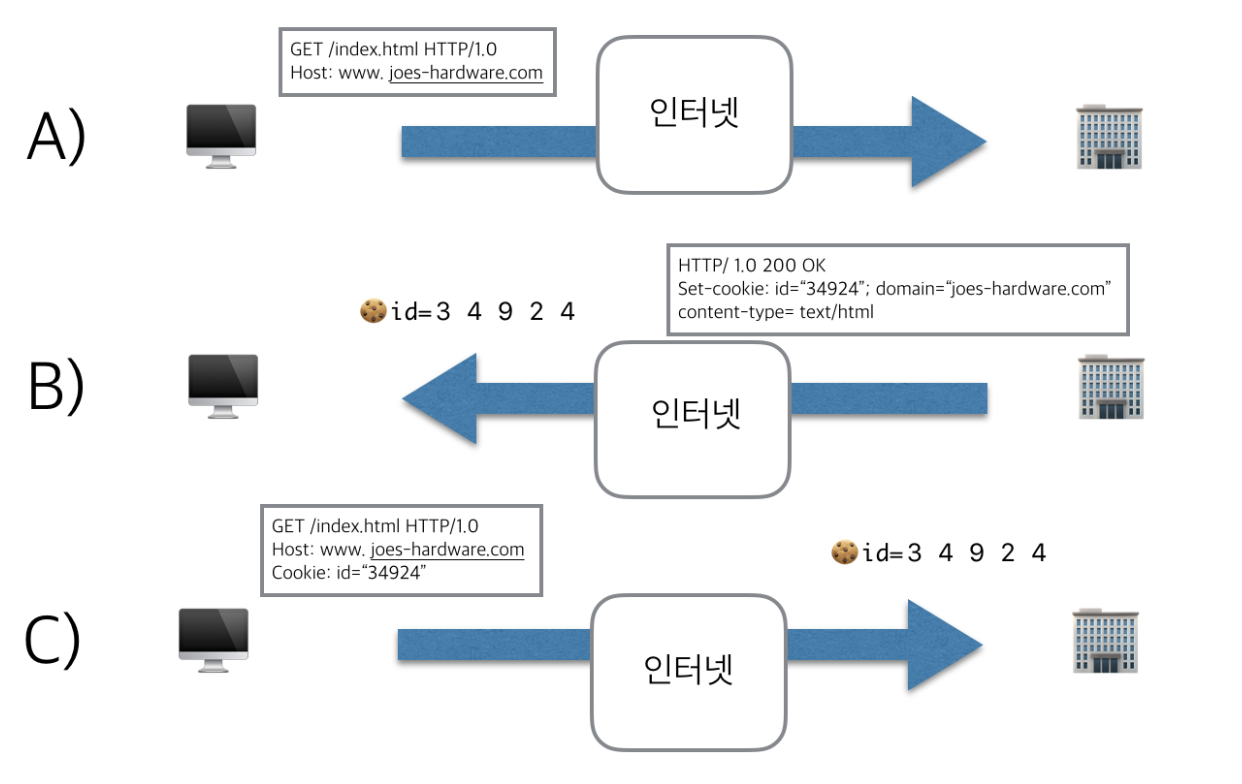 A)
GET /index.html HTTP/1.0
Host: www. joes-hardware.com
인터넷
B)
HTTP/ 1.0 200 OK
Set-cookie: id=“34924”; domain=“joes-hardware.com”
content-type= text/html
id=3 4 9 2 4
인터넷
C)
GET /index.html HTTP/1.0
Host: www. joes-hardware.com
Cookie: id=“34924”
id=3 4 9 2 4
인터넷